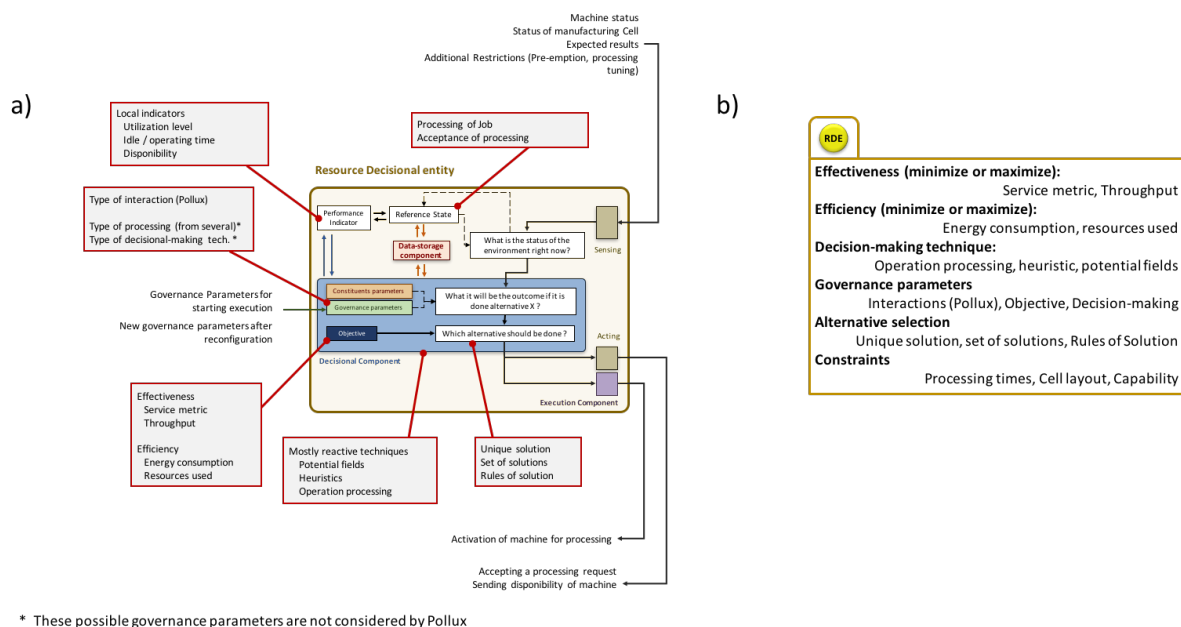 Machine status
Status of manufacturing Cell
Expected results
Additional Restrictions (Pre-emption, processing
tuning)
a)
Local indicators
Utilization level
Idle / operating time
Disponibility
Processing of Job
Acceptance of processing
Resource Decisional entity
Type of interaction (Pollux)
Type of processing (from several)*
Type of decisional-making tech. *
Performance
Indicator
Reference State
Data-storage
component
What is the status of the
environment right now?
Sensing
Constituents parameters
Governance parameters
What it will be the outcome if it is
done alternative X ?
Governance Parameters for
starting execution
New governance parameters after
reconfiguration
Objective
Which alternative should be done ?
Acting
Decisional Component
Execution Component
Effectiveness
Service metric
Throughput
Efficiency
Energy consumption
Resources used
Mostly reactive techniques
Potential fields
Heuristics
Operation processing
Unique solution
Set of solutions
Rules of solution
Activation of machine for processing
Accepting a processing request
Sending disponibility of machine
* These possible governance parameters are not considered by Pollux
b)
RDE
Effectiveness (minimize or maximize):
Service metric, Throughput
Efficiency (minimize or maximize):
Energy consumption, resources used
Decision-making technique:
Operation processing, heuristic, potential fields
Governance parameters
Interactions (Pollux), Objective, Decision-making
Alternative selection
Unique solution, set of solutions, Rules of Solution
Constraints
Processing times, Cell layout, Capability